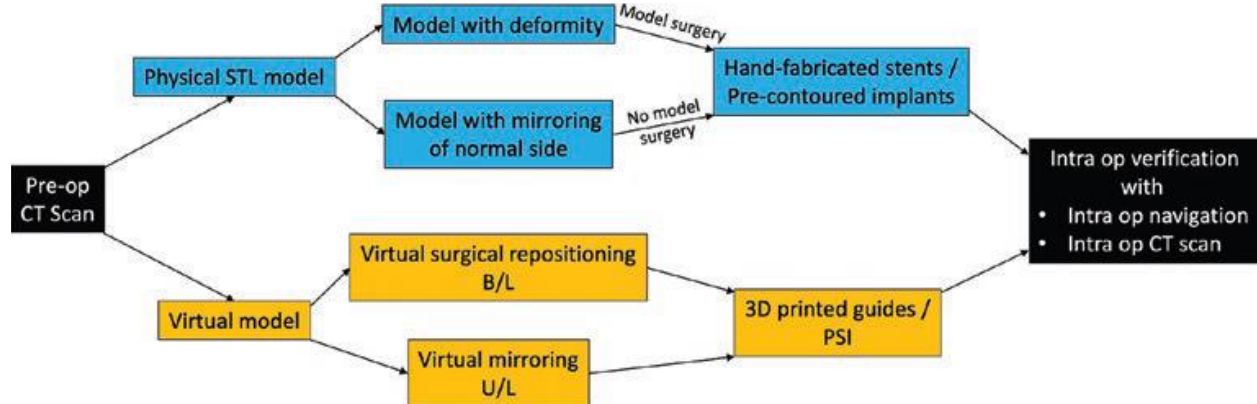 Pre-op
CT Scan
Physical STL model
Model with deformity
Model with mirroring
of normal side
Model surgery
No model
surgery
Hand-fabricated stents /
Pre-contoured implants
Virtual model
Virtual surgical repositioning
B/L
Virtual mirroring
U/L
3D printed guides /
PSI
Intra op verification
with
• Intra op navigation
• Intra op CT scan